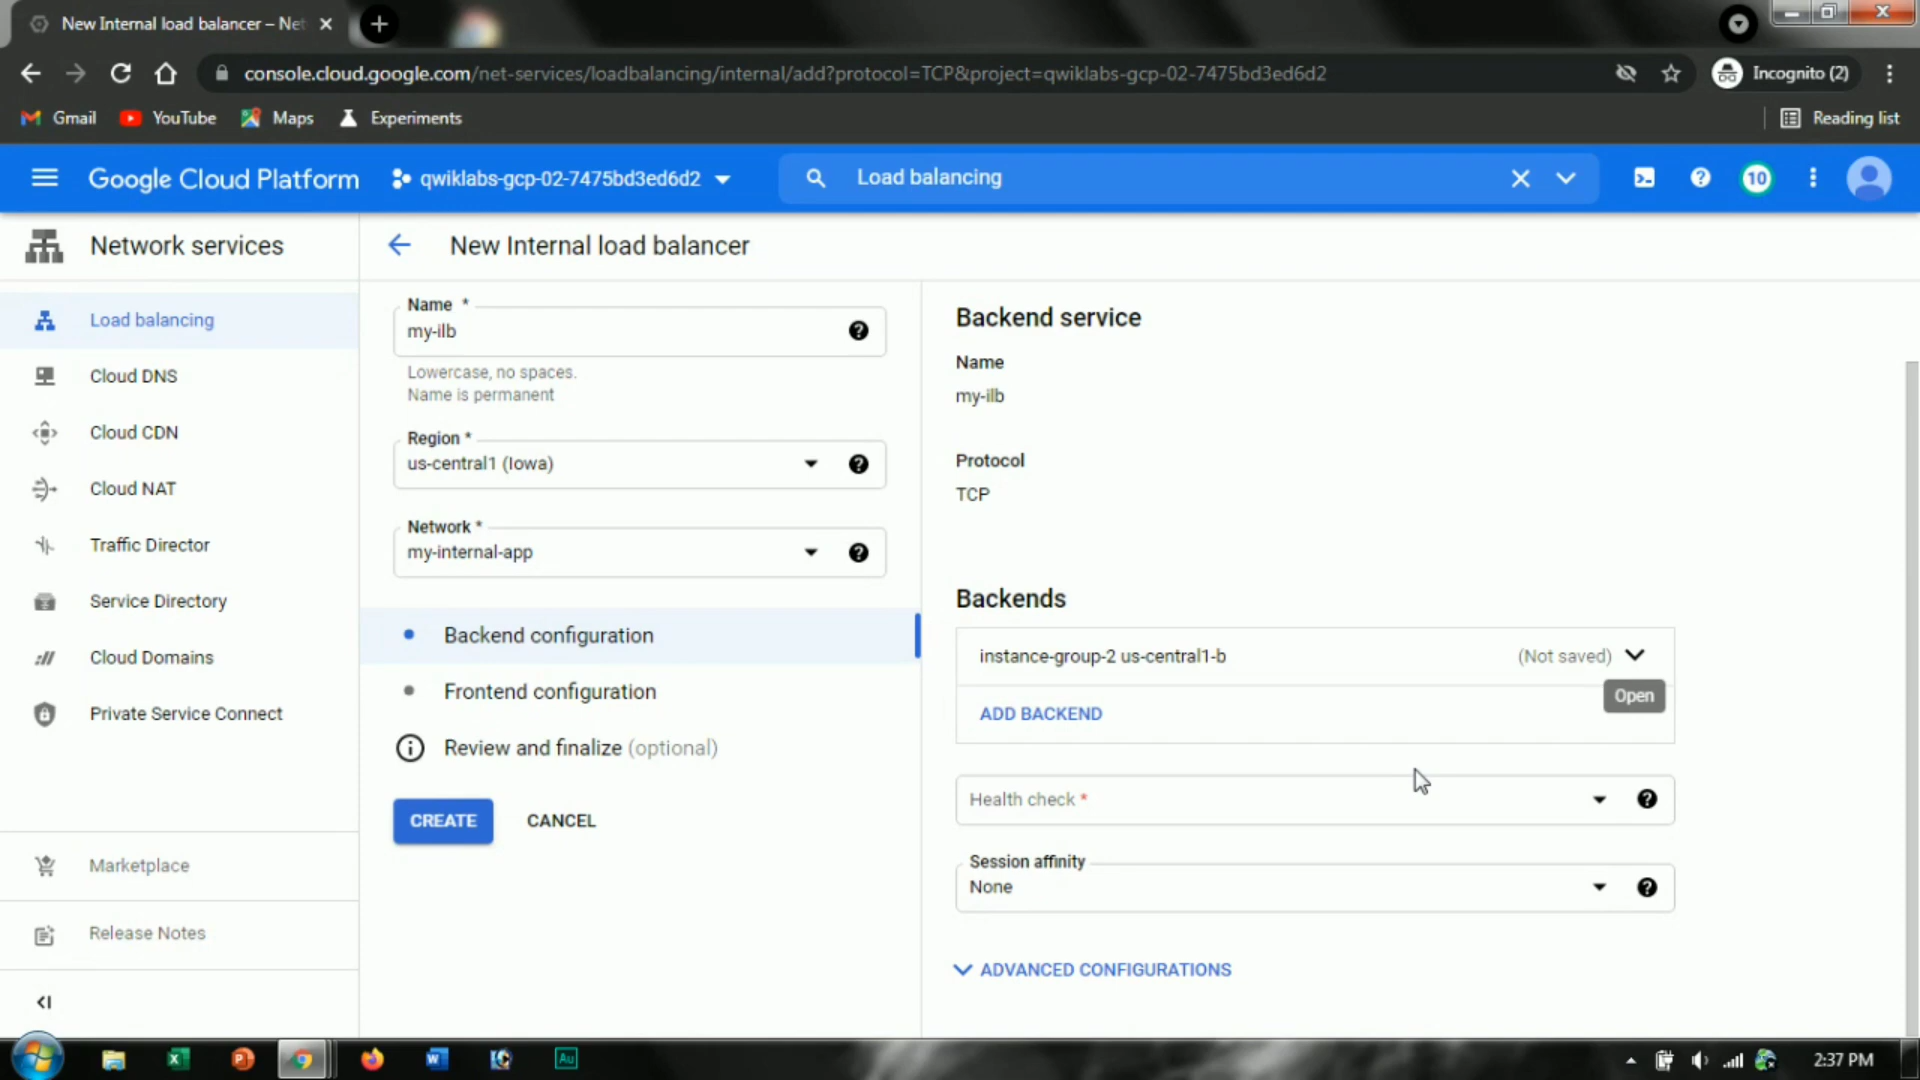 New Internal load balancer – Net
console.cloud.google.com/net-services/loadbalancing/internal/add?protocol=TCP&project=qwiklabs-gcp-02-7475bd3ed6d2
Incognito (2)
Gmail
YouTube
Maps
Experiments
Reading list
Google Cloud Platform
qwiklabs-gcp-02-7475bd3ed6d2
Load balancing
10
Network services
New Internal load balancer
Load balancing
Cloud DNS
Cloud CDN
Cloud NAT
Traffic Director
Service Directory
Cloud Domains
Private Service Connect
Marketplace
Release Notes
Name *
my-ilb
Lowercase, no spaces.
Name is permanent
Region *
us-central1 (Iowa)
Network *
my-internal-app
Backend configuration
Frontend configuration
Review and finalize (optional)
CREATE
CANCEL
Backend service
Name
my-ilb
Protocol
TCP
Backends
instance-group-2 us-central1-b
(Not saved)
Open
ADD BACKEND
Health check *
Session affinity
None
ADVANCED CONFIGURATIONS
Au
2:37 PM